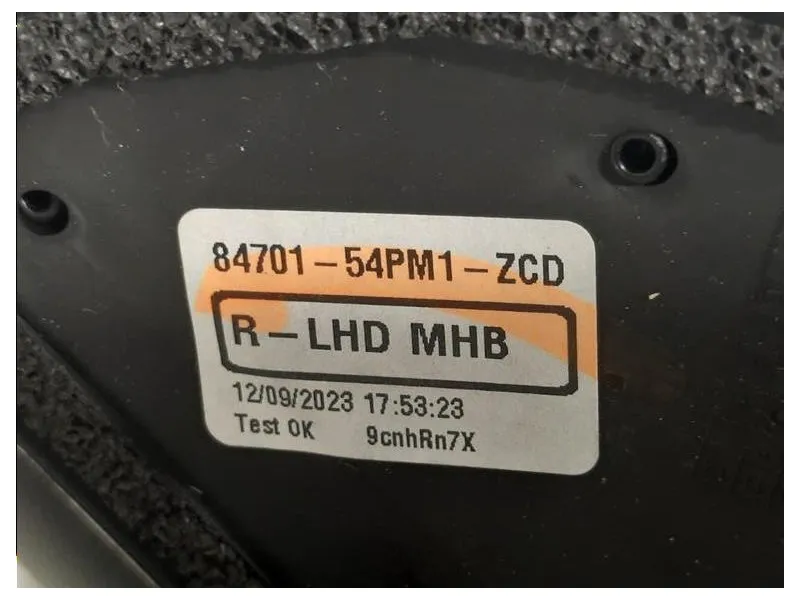 84701-54PM1-ZCD
R-LHD MHB
12/09/2023 17:53:23
Test OK 9cnhRn7X